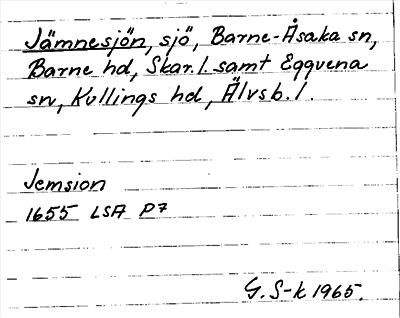 Jämnesjön, sjö, Barne-Åsaka sn,
Barne hd, Skar. l. samt Eggvena
sn, Kullings hd, Älvsb. l.
Jemsion
1655 LSA P7
G. S-k 1965.